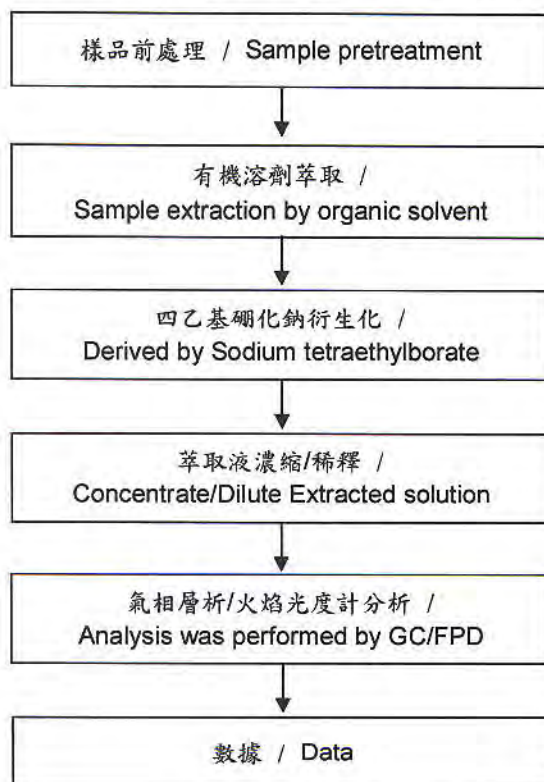 樣品前處理 / Sample pretreatment
有機溶劑萃取 /
Sample extraction by organic solvent
四乙基硼化鈉衍生化 /
Derived by Sodium tetraethylborate
萃取液濃縮/稀釋 /
Concentrate/Dilute Extracted solution
氣相層析/火焰光度計分析 /
Analysis was performed by GC/FPD
數據 / Data